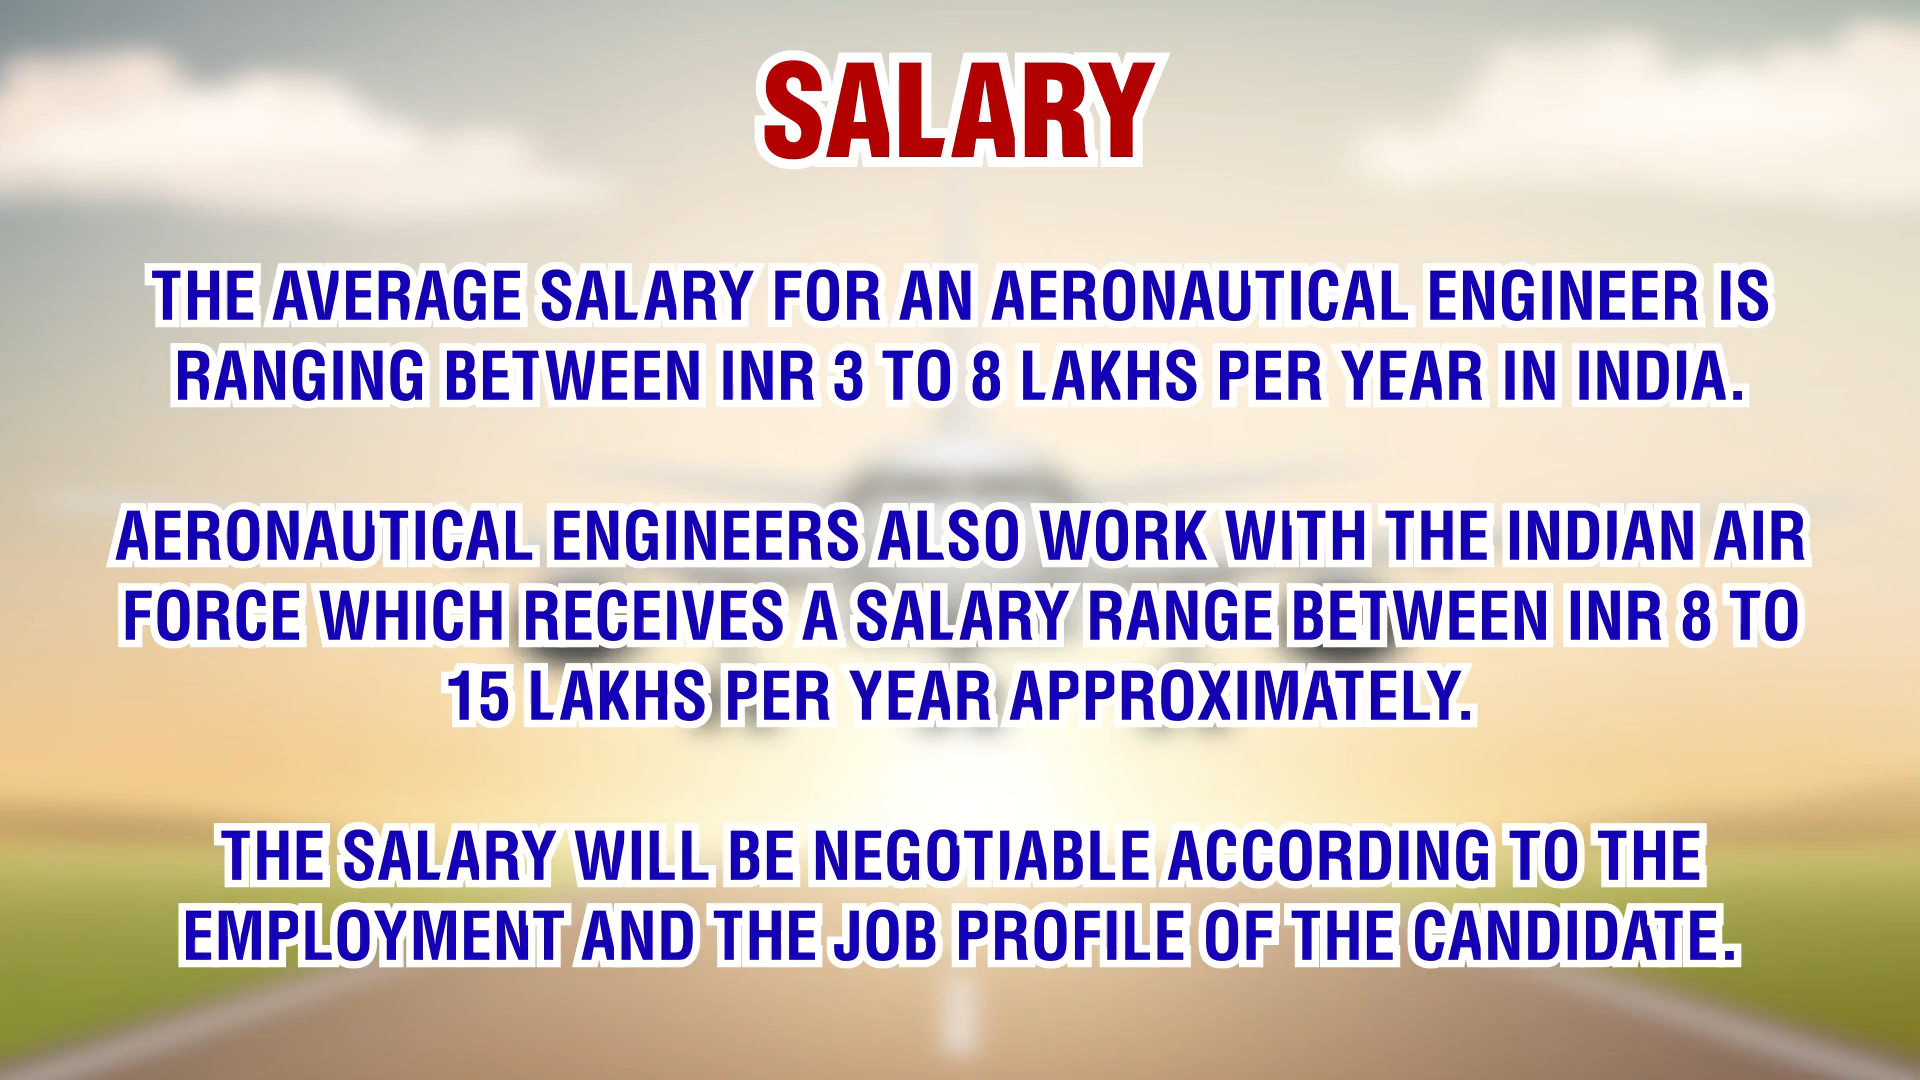 SALARY
THE AVERAGE SALARY FOR AN AERONAUTICAL ENGINEER IS
RANGING BETWEEN INR 3 TO 8 LAKHS PER YEAR IN INDIA.
AERONAUTICAL ENGINEERS ALSO WORK WITH THE INDIAN AIR
FORCE WHICH RECEIVES A SALARY RANGE BETWEEN INR 8 TO
15 LAKHS PER YEAR APPROXIMATELY.
THE SALARY WILL BE NEGOTIABLE ACCORDING TO THE
EMPLOYMENT AND THE JOB PROFILE OF THE CANDIDATE.